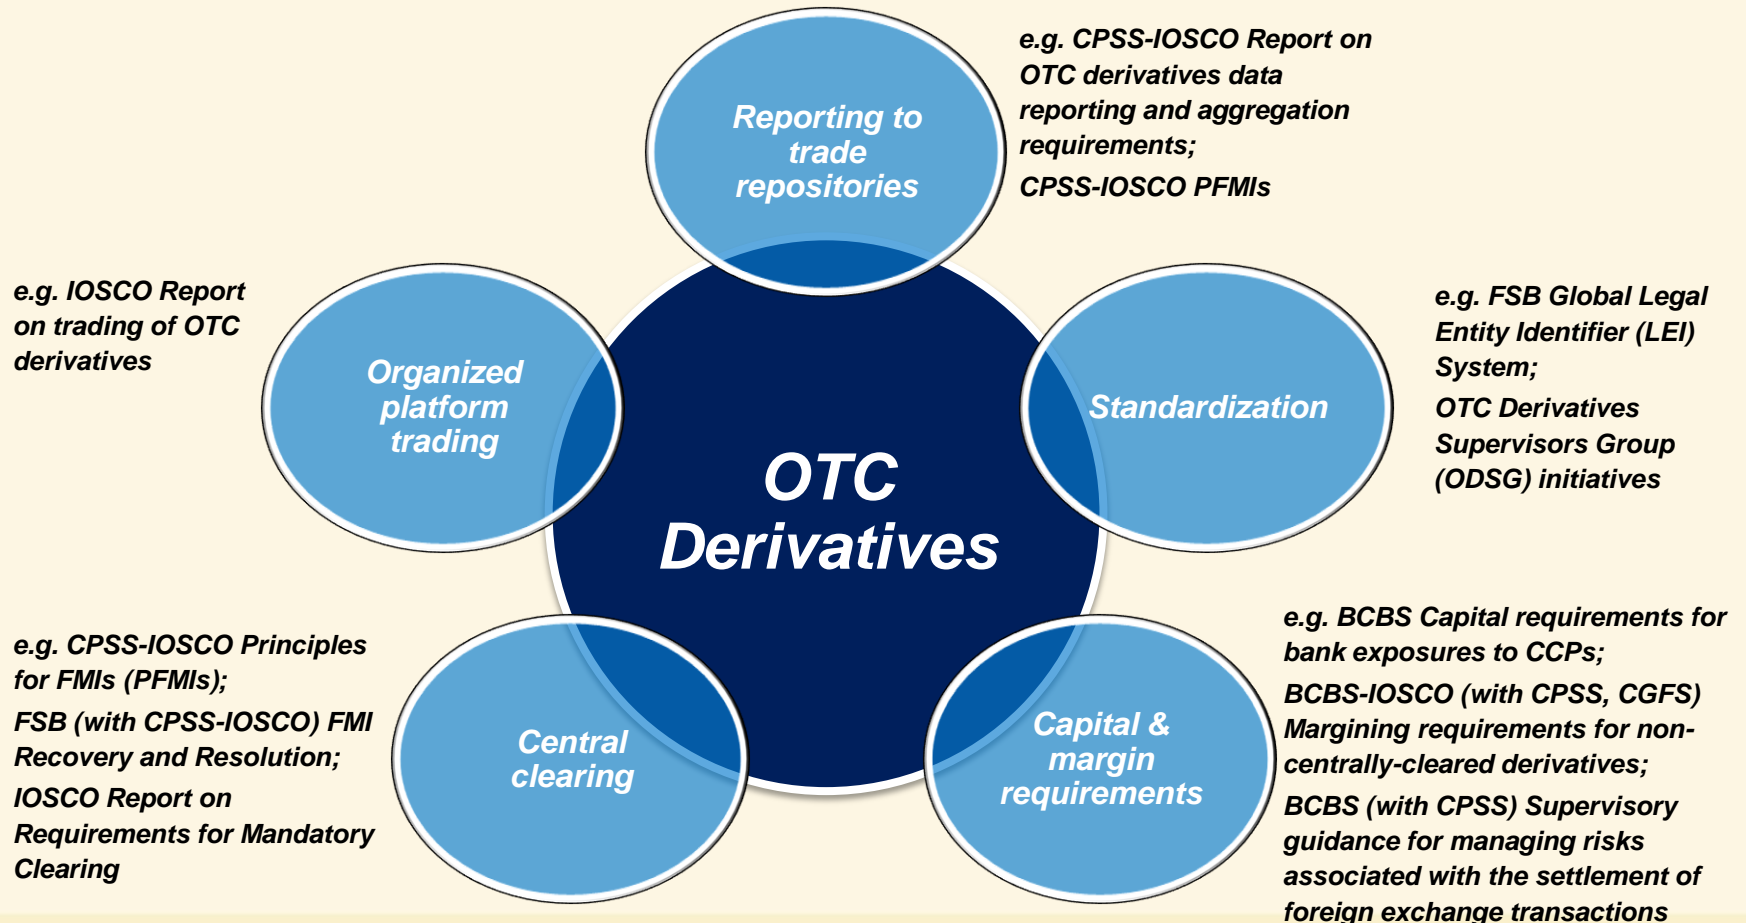 Reporting to
trade
repositories
e.g. CPSS-IOSCO Report on
OTC derivatives data
reporting and aggregation
requirements;
CPSS-IOSCO PFMIs
e.g. IOSCO Report
on trading of OTC
derivatives
Organized
platform
trading
Standardization
e.g. FSB Global Legal
Entity Identifier (LEI)
System;
OTC Derivatives
Supervisors Group
(ODSG) initiatives
OTC
Derivatives
e.g. CPSS-IOSCO Principles
for FMIs (PFMIs);
FSB (with CPSS-IOSCO) FMI
Recovery and Resolution;
IOSCO Report on
Requirements for Mandatory
Clearing
Central
clearing
Capital &
margin
requirements
e.g. BCBS Capital requirements for
bank exposures to CCPs;
BCBS-IOSCO (with CPSS, CGFS)
Margining requirements for non-
centrally-cleared derivatives;
BCBS (with CPSS) Supervisory
guidance for managing risks
associated with the settlement of
foreign exchange transactions